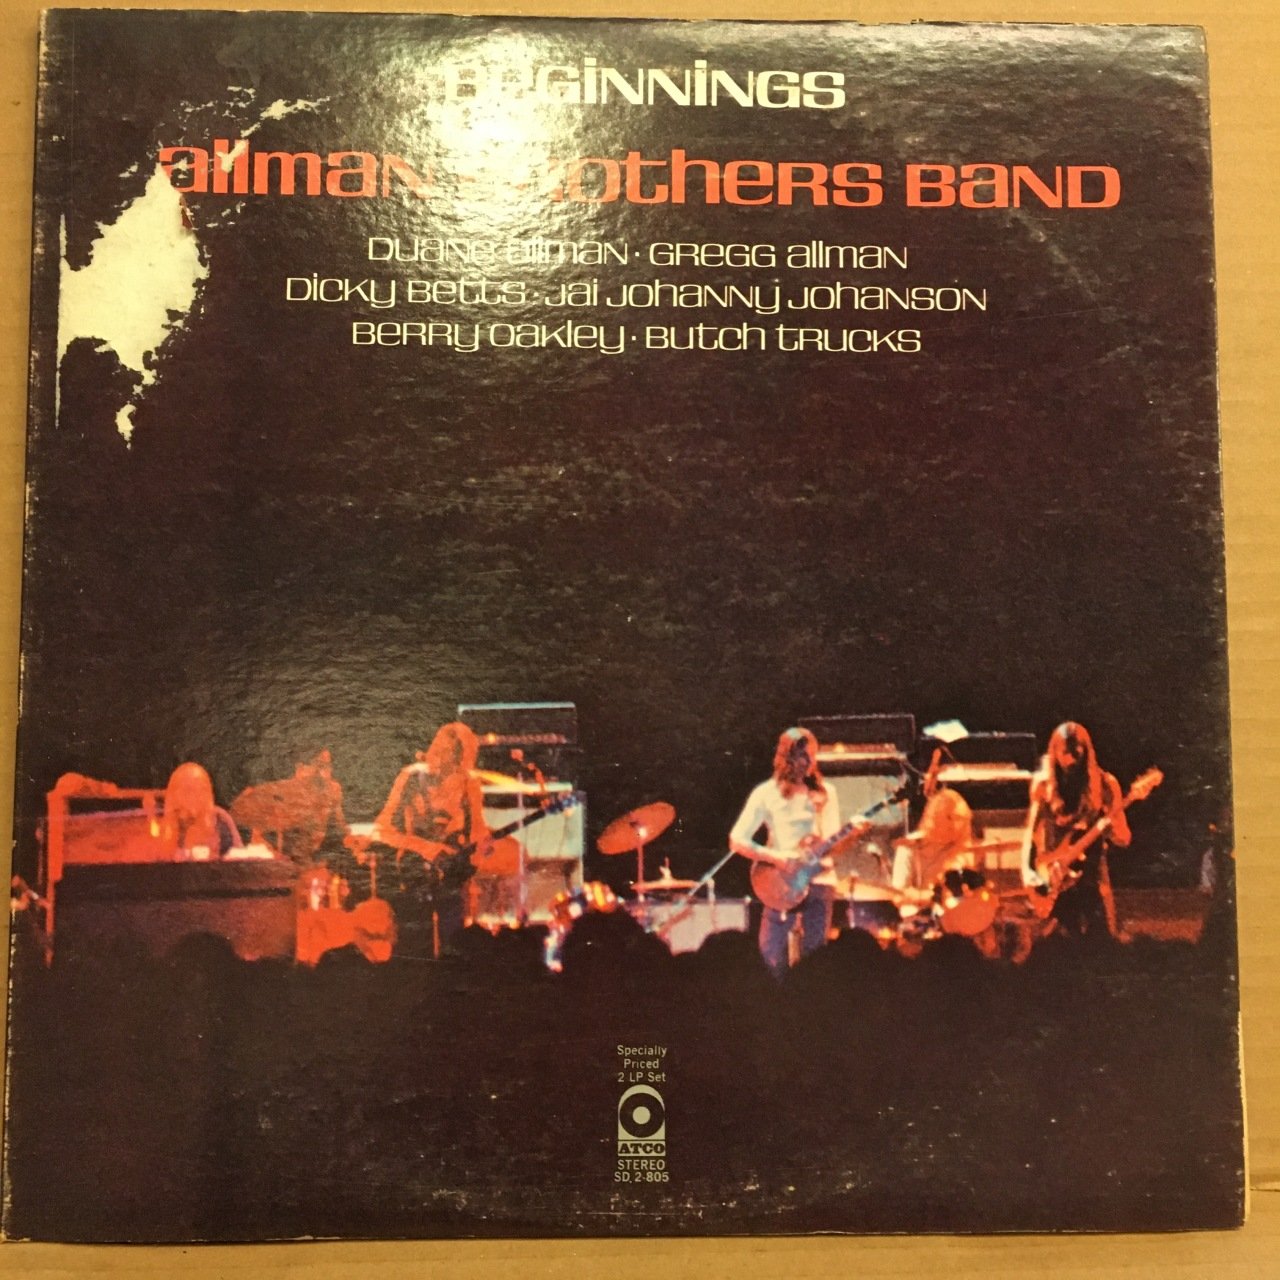 BEGINNINGS
allman brothers BAND
Duane allman · GREGG allman
DICKY BETTS · Jai Johanny Johanson
BERRY Oakley · Butch TRUCKS
Specially
Priced
2 LP Set
ATCO
STEREO
SD 2-805